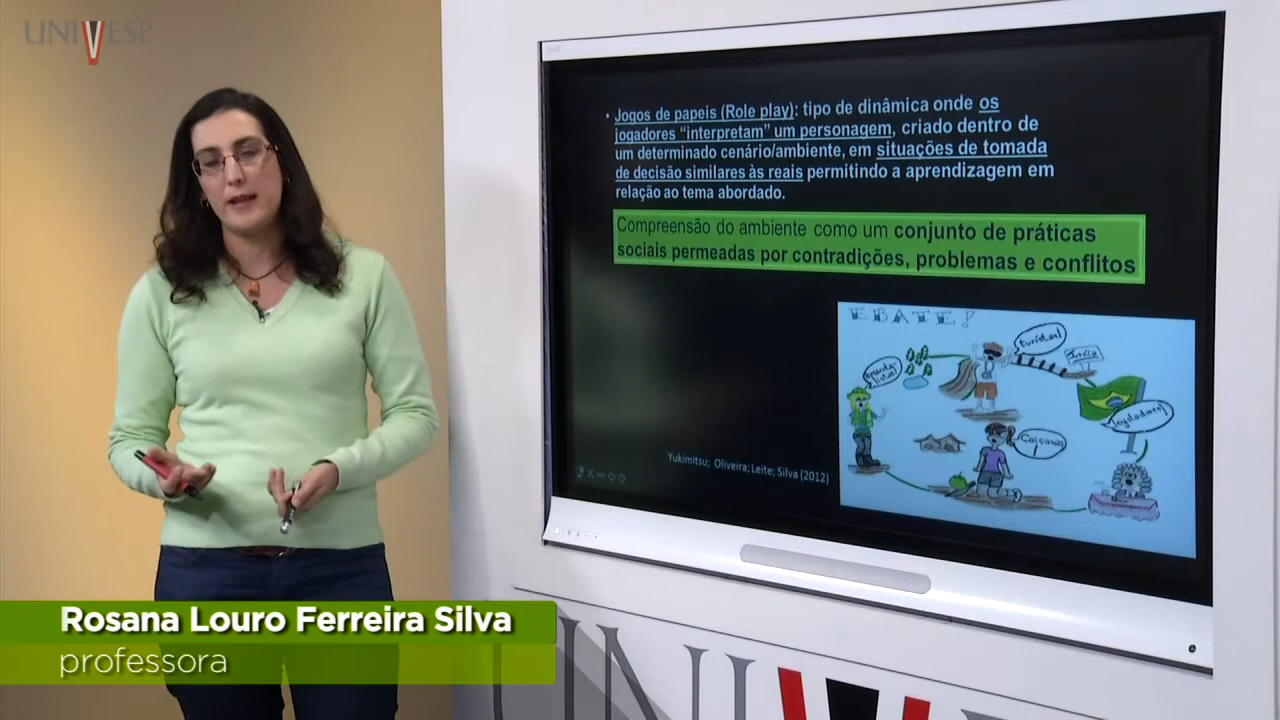 UNIVESP
• Jogos de papeis (Role play): tipo de dinâmica onde os
jogadores “interpretam” um personagem, criado dentro de
um determinado cenário/ambiente, em situações de tomada
de decisão similares às reais permitindo a aprendizagem em
relação ao tema abordado.
Compreensão do ambiente como um conjunto de práticas
sociais permeadas por contradições, problemas e conflitos
EBATE!
turistas!
Juréia
legisladores!
Caiçaras
!
Yukimitsu; Oliveira; Leite; Silva (2012)
Rosana Louro Ferreira Silva
professora
UNIVE